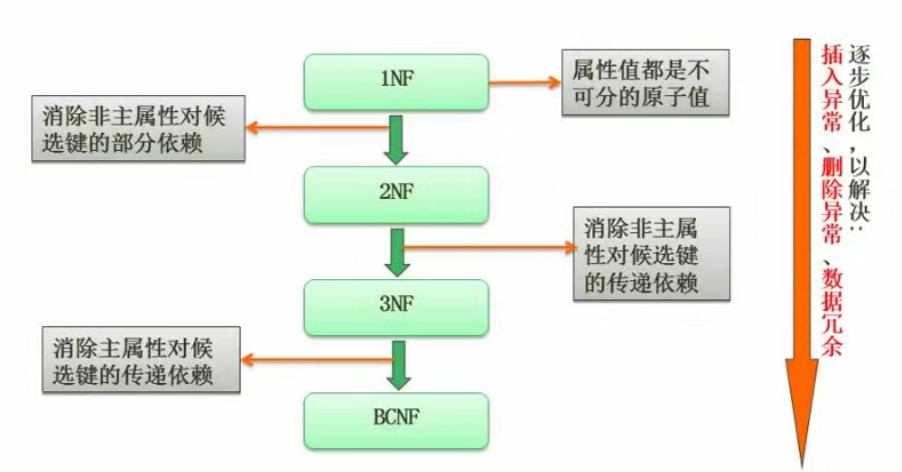 1NF
属性值都是不
可分的原子值
消除非主属性对候
选键的部分依赖
2NF
消除非主属
性对候选键
的传递依赖
3NF
消除主属性对候
选键的传递依赖
BCNF
逐步优化，以解决：
插入异常、删除异常、数据冗余